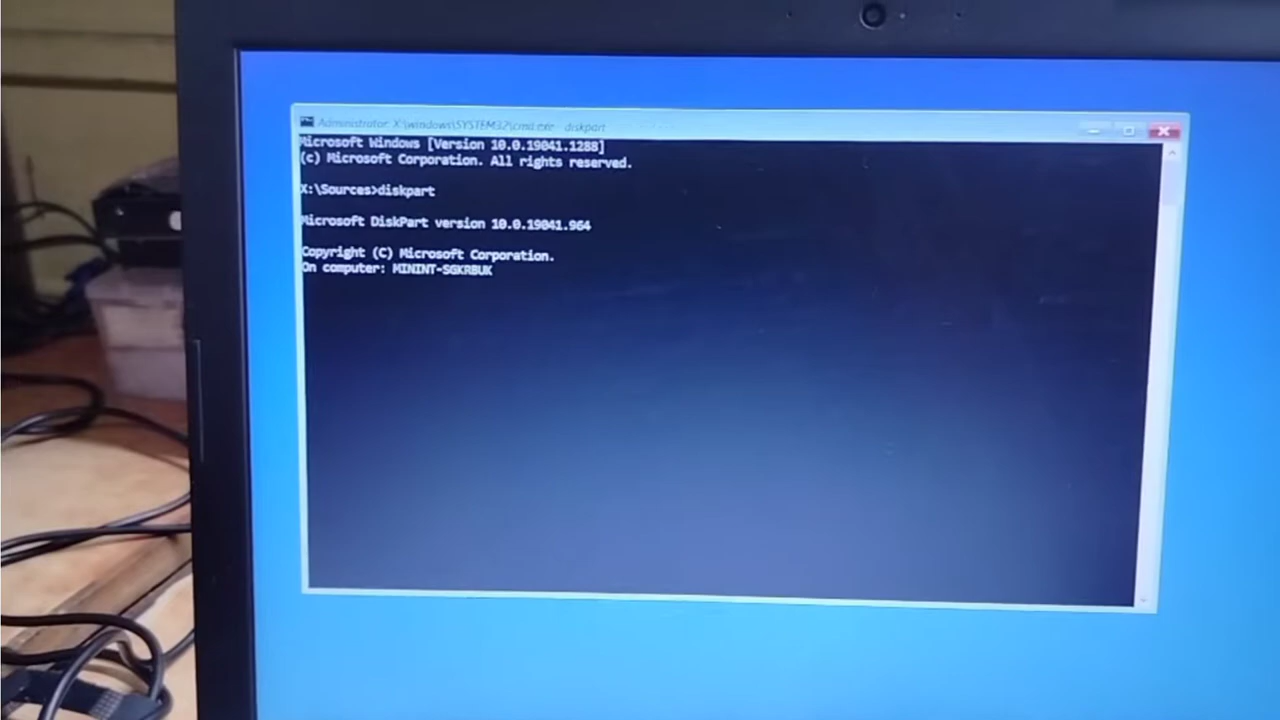 Administrator: X:\windows\SYSTEM32\cmd.exe - diskpart
Microsoft Windows [Version 10.0.19041.1288]
(c) Microsoft Corporation. All rights reserved.
X:\Sources>diskpart
Microsoft DiskPart version 10.0.19041.964
Copyright (C) Microsoft Corporation.
On computer: MININT-SGKRBUK